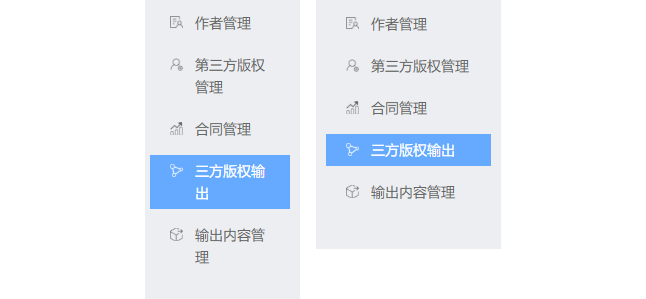 作者管理
第三方版权
管理
合同管理
三方版权输
出
输出内容管
理
作者管理
第三方版权管理
合同管理
三方版权输出
输出内容管理